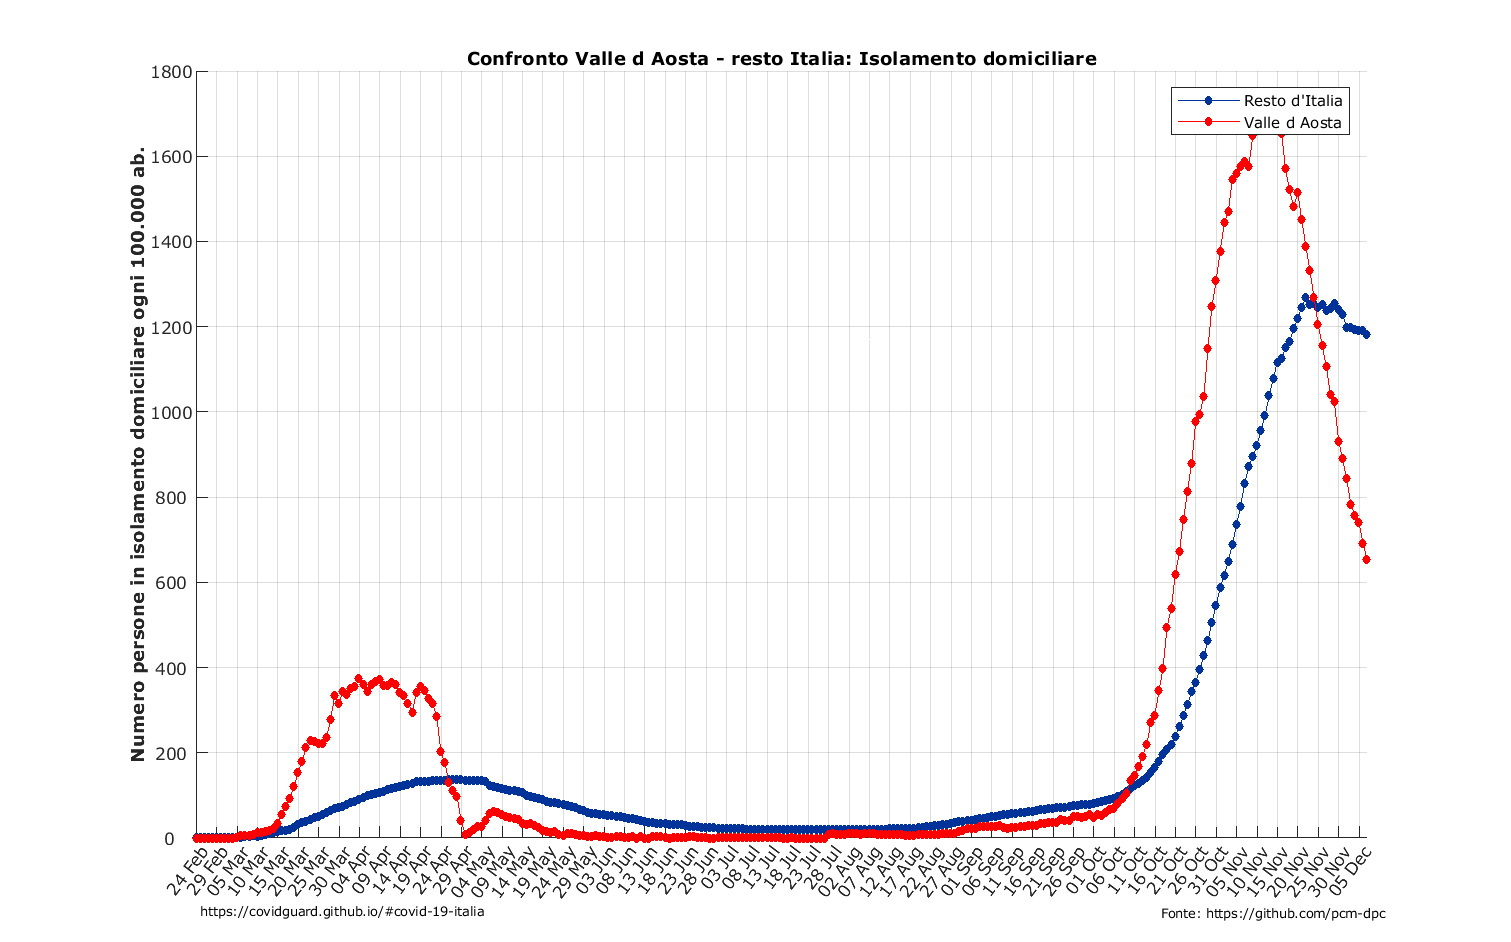 Confronto Valle d Aosta - resto Italia: Isolamento domiciliare
Numero persone in isolamento domiciliare ogni 100.000 ab.
1800
1600
1400
1200
1000
800
600
400
200
0
Resto d'Italia
Valle d Aosta
24 Feb
29 Feb
05 Mar
10 Mar
15 Mar
20 Mar
25 Mar
30 Mar
04 Apr
09 Apr
14 Apr
19 Apr
24 Apr
29 Apr
04 May
09 May
14 May
19 May
24 May
29 May
03 Jun
08 Jun
13 Jun
18 Jun
23 Jun
28 Jun
03 Jul
08 Jul
13 Jul
18 Jul
23 Jul
28 Jul
02 Aug
07 Aug
12 Aug
17 Aug
22 Aug
27 Aug
01 Sep
06 Sep
11 Sep
16 Sep
21 Sep
26 Sep
01 Oct
06 Oct
11 Oct
16 Oct
21 Oct
26 Oct
31 Oct
05 Nov
10 Nov
15 Nov
20 Nov
25 Nov
30 Nov
05 Dec
https://covidguard.github.io/#covid-19-italia
Fonte: https://github.com/pcm-dpc